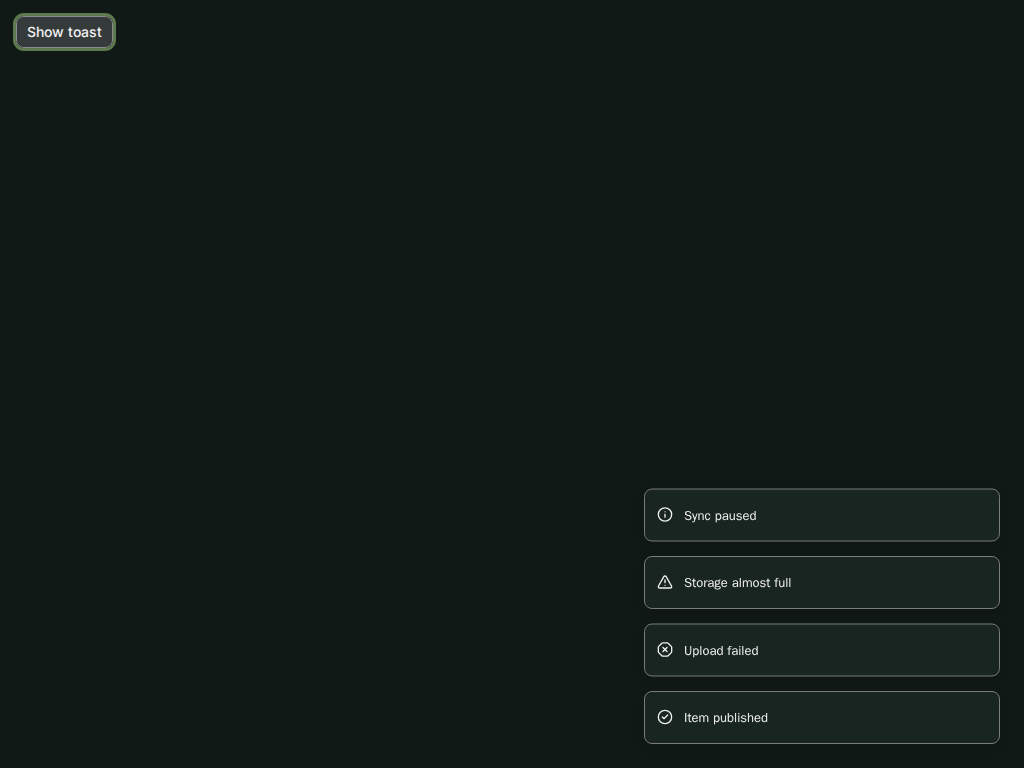 Show toast
Sync paused
Storage almost full
Upload failed
Item published